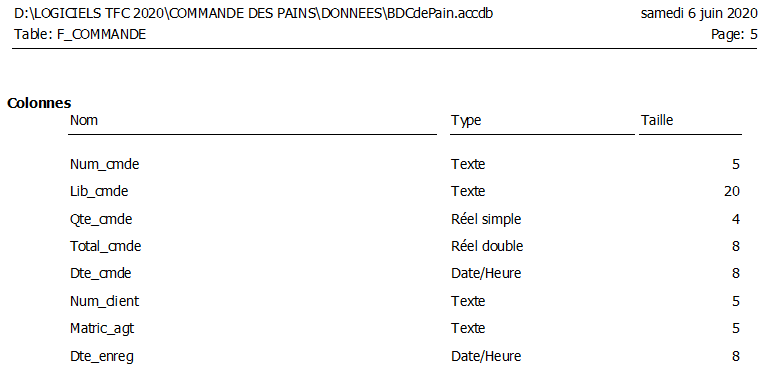 D:\LOGICIELS TFC 2020\COMMANDE DES PAINS\DONNEES\BDCdePain.accdb samedi 6 juin 2020
Table: F_COMMANDE Page: 5
Colonnes
Nom Type Taille
Num_cmde Texte 5
Lib_cmde Texte 20
Qte_cmde Réel simple 4
Total_cmde Réel double 8
Dte_cmde Date/Heure 8
Num_client Texte 5
Matric_agt Texte 5
Dte_enreg Date/Heure 8